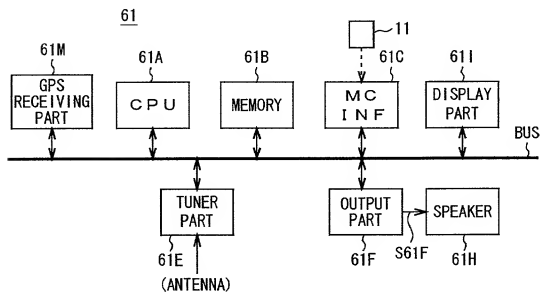 61
11
61M
61A
61B
61C
61I
GPS
RECEIVING
PART
CPU
MEMORY
MC
INF
DISPLAY
PART
BUS
TUNER
PART
OUTPUT
PART
SPEAKER
61E
61F
S61F
61H
(ANTENNA)